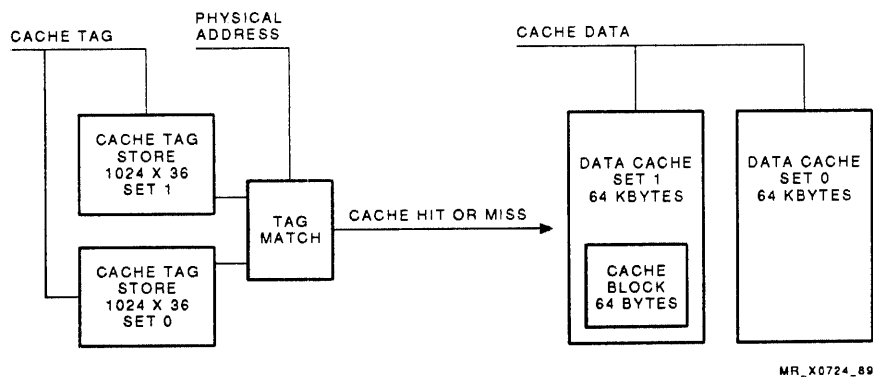 CACHE TAG
PHYSICAL
ADDRESS
CACHE DATA
CACHE TAG
STORE
1024 X 36
SET 1
CACHE TAG
STORE
1024 X 36
SET 0
TAG
MATCH
CACHE HIT OR MISS
DATA CACHE
SET 1
64 KBYTES
CACHE
BLOCK
64 BYTES
DATA CACHE
SET 0
64 KBYTES
MR_X0724_89